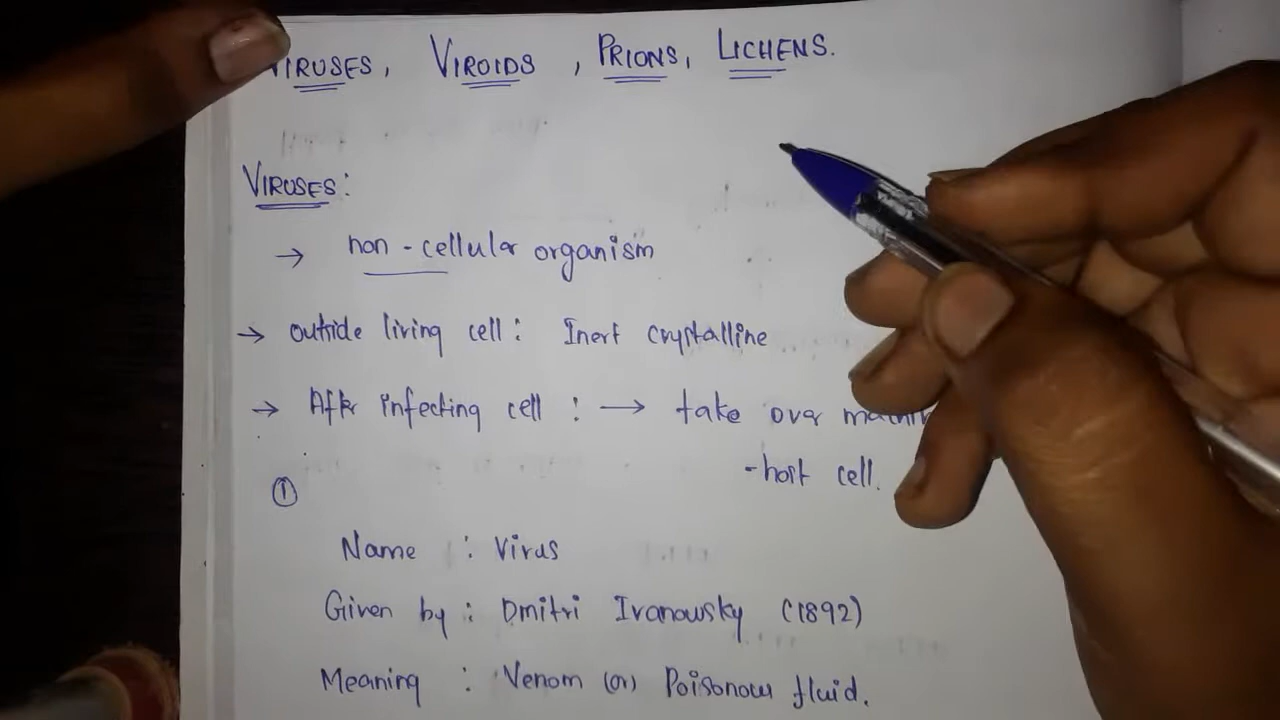 VIRUSES, VIROIDS, PRIONS, LICHENS.
VIRUSES:
→ non-cellular organism
→ outside living cell: Inert crystalline
→ After infecting cell : → take over
-host cell.
①
Name : Virus
Given by : Dmitri Ivanowsky (1892)
Meaning : Venom (or) Poisonous fluid.